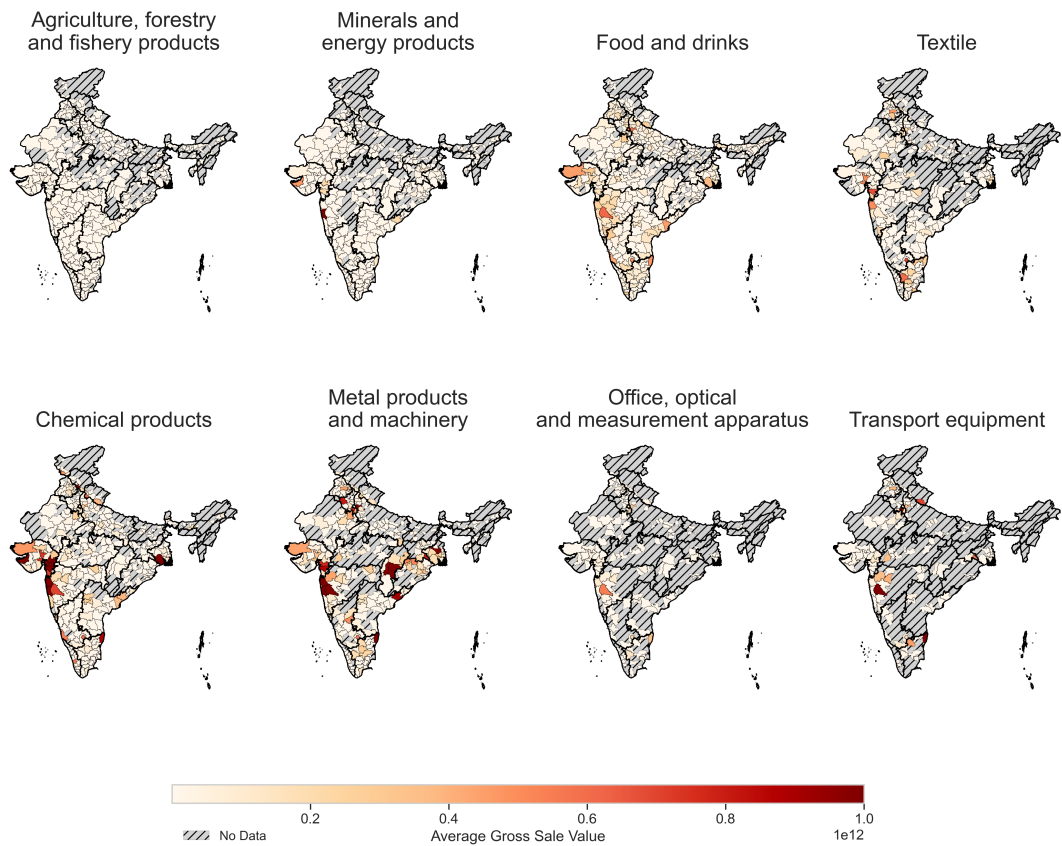 Agriculture, forestry
and fishery products
Minerals and
energy products
Food and drinks
Textile
Chemical products
Metal products
and machinery
Office, optical
and measurement apparatus
Transport equipment
0.2
0.4
0.6
0.8
1.0
No Data
Average Gross Sale Value
1e12